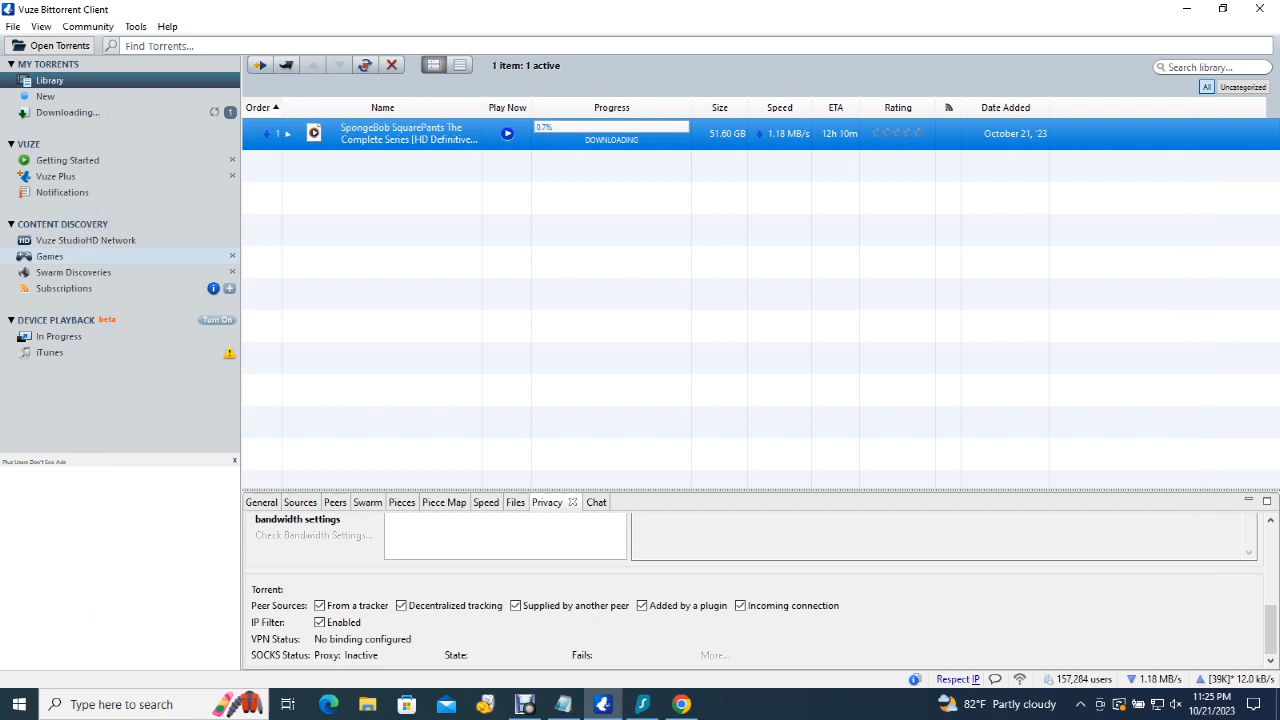 Vuze Bittorrent Client
File View Community Tools Help
Open Torrents Find Torrents...
MY TORRENTS
Library
New
Downloading... 1
VUZE
Getting Started
Vuze Plus
Notifications
CONTENT DISCOVERY
HD Vuze StudioHD Network
Games
Swarm Discoveries
Subscriptions
DEVICE PLAYBACK beta Turn On
In Progress
iTunes
Plus Users Don't See Ads x
1 item: 1 active Search library...
All Uncategorized
Order Name Play Now Progress Size Speed ETA Rating Date Added
1 SpongeBob SquarePants The 0.7% 51.60 GB 1.18 MB/s 12h 10m October 21, '23
Complete Series [HD Definitive... DOWNLOADING
General Sources Peers Swarm Pieces Piece Map Speed Files Privacy Chat
bandwidth settings
Check Bandwidth Settings...
Torrent:
Peer Sources: From a tracker Decentralized tracking Supplied by another peer Added by a plugin Incoming connection
IP Filter: Enabled
VPN Status: No binding configured
SOCKS Status: Proxy: Inactive State: Fails: More...
Respect IP 157,284 users 1.18 MB/s [39K]* 12.0 kB/s
Type here to search 82°F Partly cloudy 11:25 PM
10/21/2023